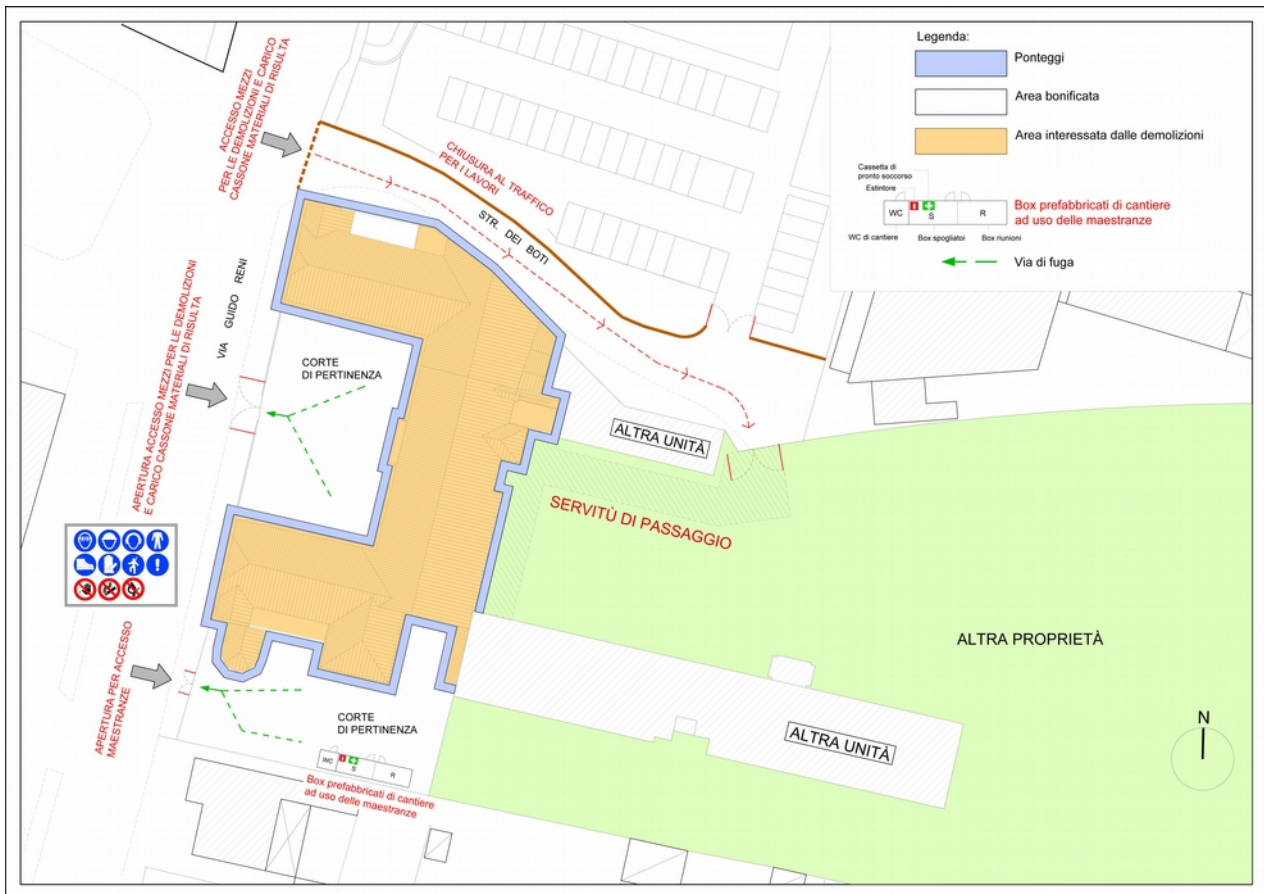 Legenda:
Ponteggi
Area bonificata
Area interessata dalle demolizioni
Cassetta di
pronto soccorso
Estintore
WC
S
R
WC di cantiere
Box spogliatoi
Box riunioni
Box prefabbricati di cantiere
ad uso delle maestranze
Via di fuga
ACCESSO MEZZI
PER LE DEMOLIZIONI E CARICO
CASSONE MATERIALI DI RISULTA
CHIUSURA AL TRAFFICO
PER I LAVORI
STR. DEI BOTI
VIA GUIDO RENI
APERTURA ACCESSO MEZZI PER LE DEMOLIZIONI
E CARICO CASSONE MATERIALI DI RISULTA
CORTE
DI PERTINENZA
ALTRA UNITÀ
SERVITÙ DI PASSAGGIO
ALTRA PROPRIETÀ
APERTURA PER ACCESSO
MAESTRANZE
CORTE
DI PERTINENZA
ALTRA UNITÀ
N
WC
S
R
Box prefabbricati di cantiere
ad uso delle maestranze